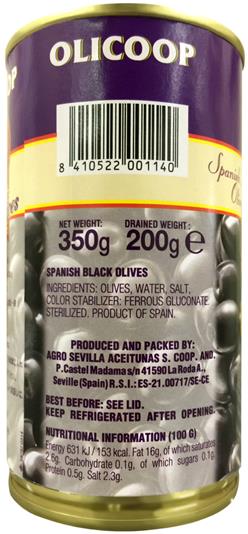 OLICOOP
8 410522 001140
Spanish
NET WEIGHT: DRAINED WEIGHT:
350g 200g e
SPANISH BLACK OLIVES
INGREDIENTS: OLIVES, WATER, SALT,
COLOR STABILIZER: FERROUS GLUCONATE
STERILIZED. PRODUCT OF SPAIN.
PRODUCED AND PACKED BY:
AGRO SEVILLA ACEITUNAS S. COOP. AND.
P.Castel Madama s/n 41590 La Roda A.,
Seville (Spain) R.S.I.: ES-21.00717/SE-CE
BEST BEFORE: SEE LID.
KEEP REFRIGERATED AFTER OPENING.
NUTRITIONAL INFORMATION (100 G)
Energy 631 kJ / 153 kcal. Fat 16g, of which saturates
2.6g. Carbohydrate 0.1g, of which sugars 0.1g.
Protein 0.5g. Salt 2.3g.